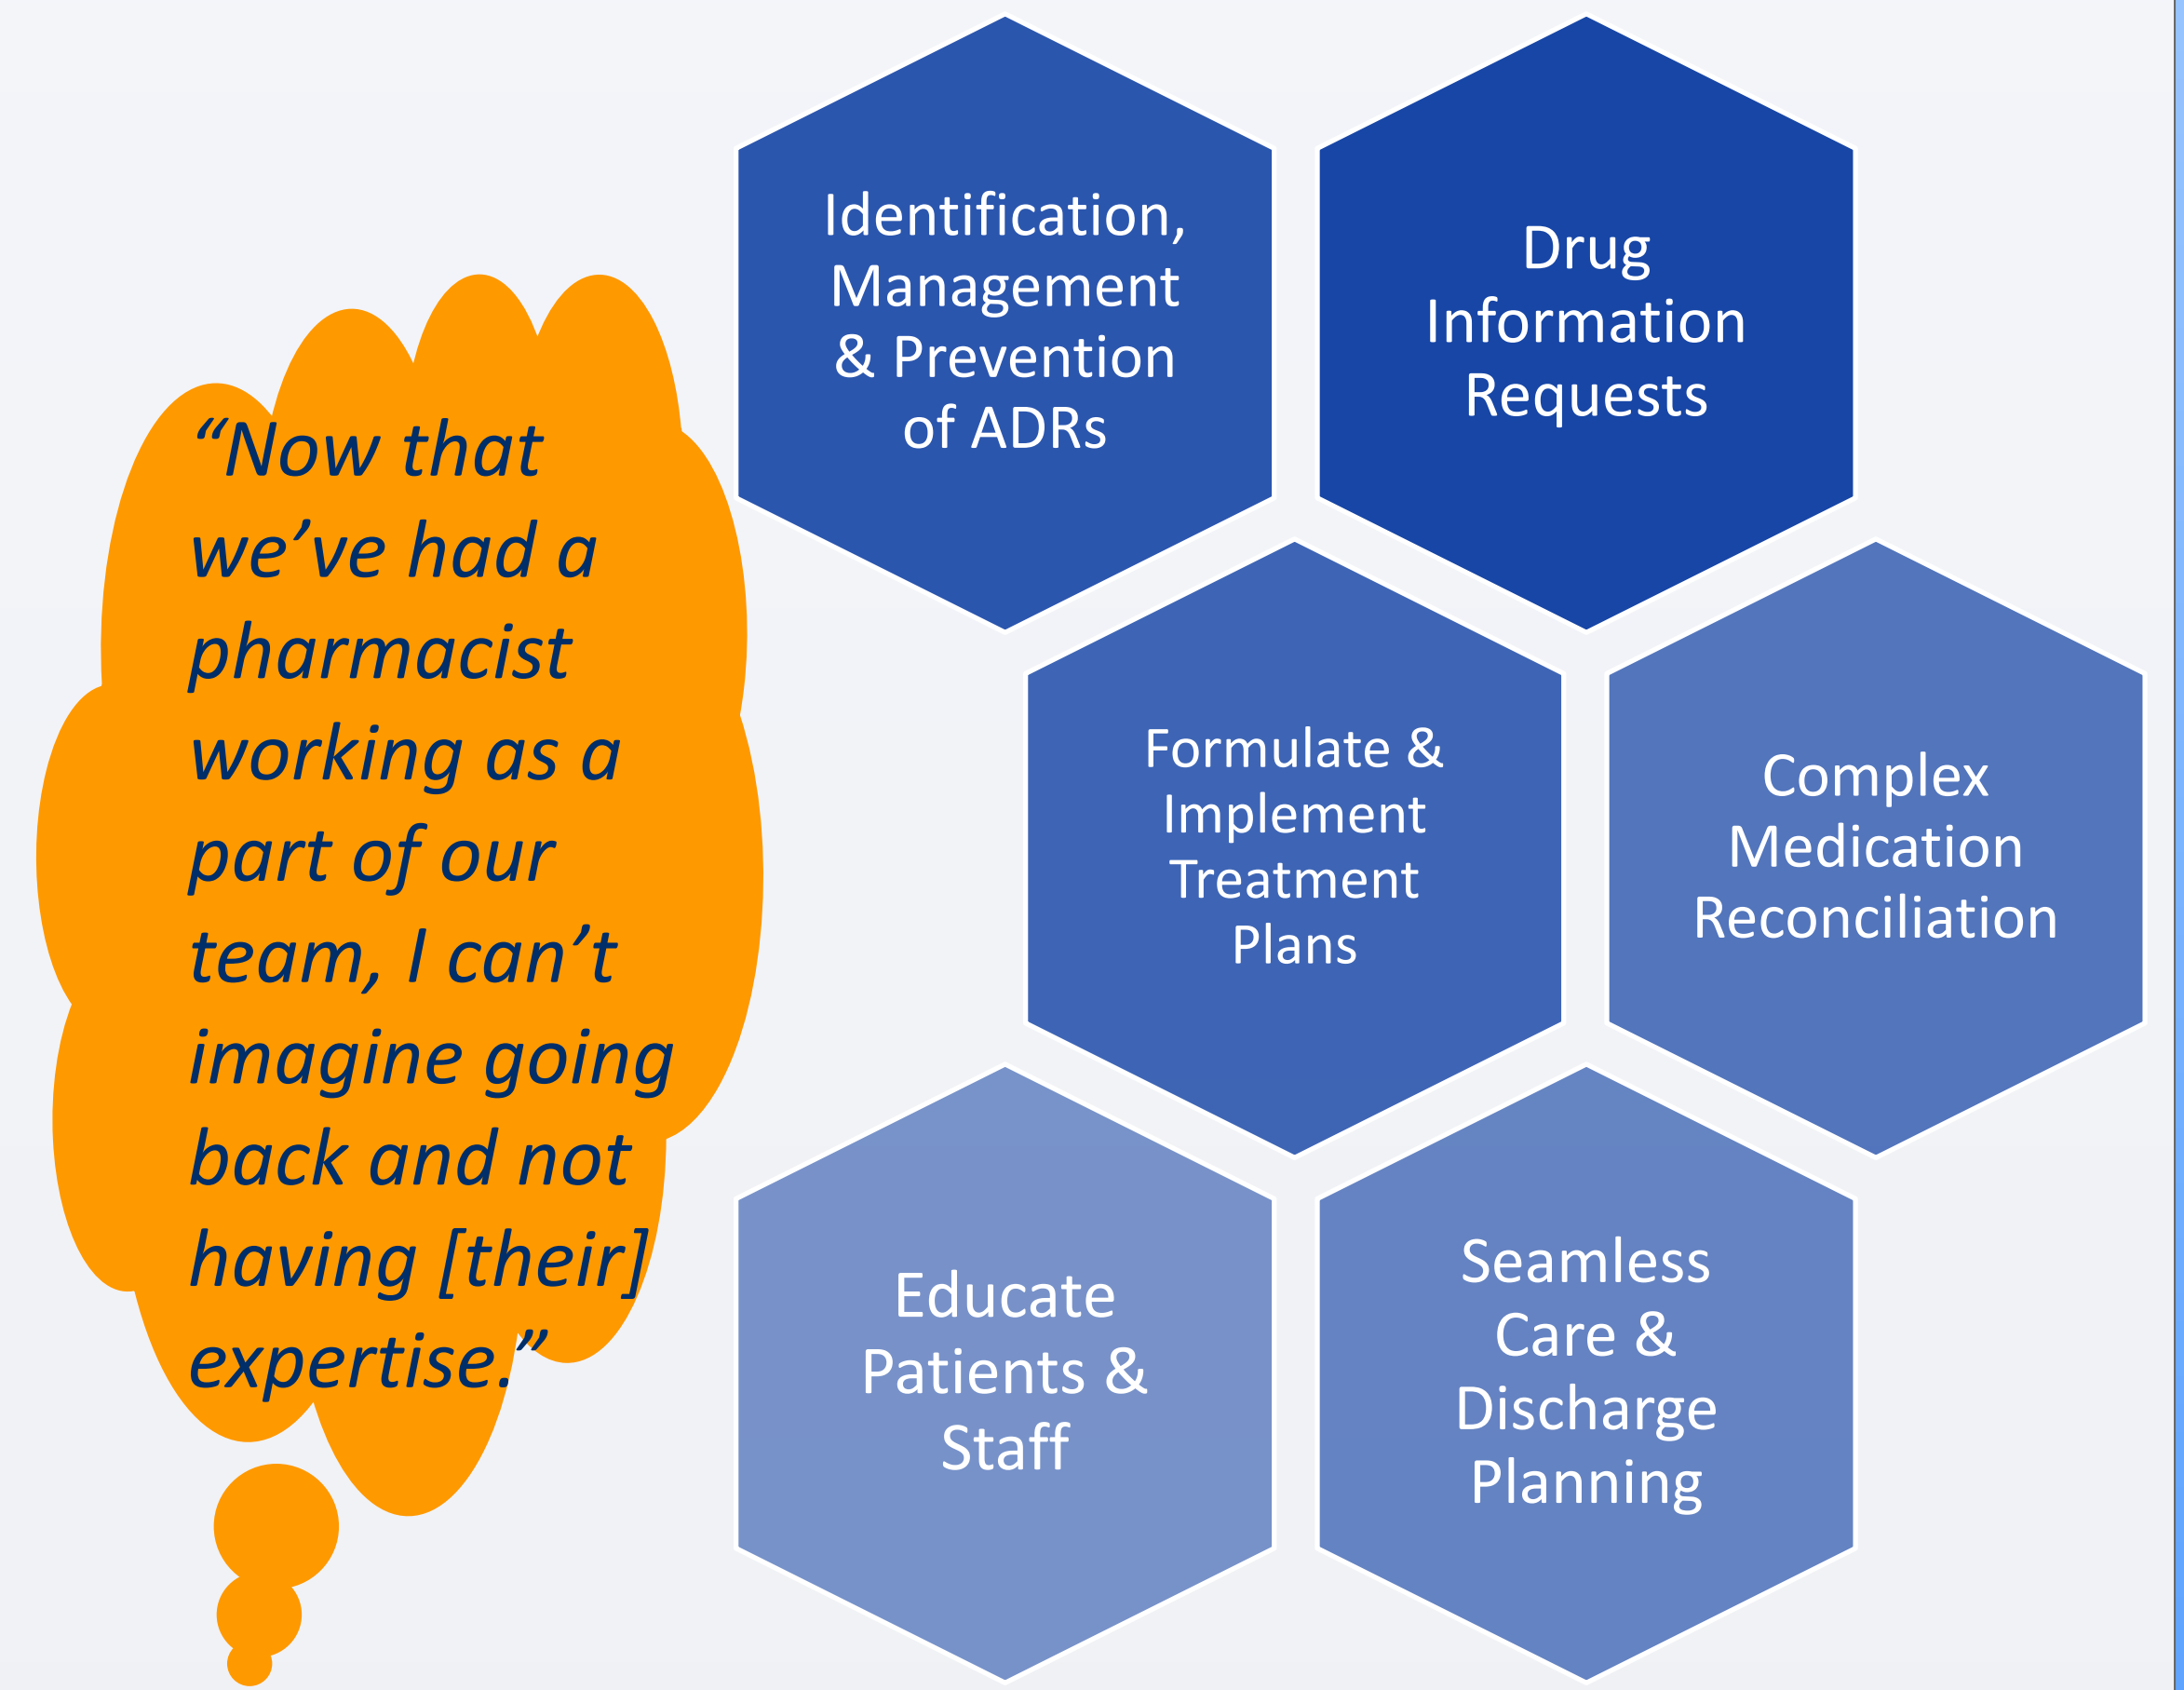 “Now that
we’ve had a
pharmacist
working as a
part of our
team, I can’t
imagine going
back and not
having [their]
expertise.”
Identification,
Management
& Prevention
of ADRs
Drug
Information
Requests
Formulate &
Implement
Treatment
Plans
Complex
Medication
Reconciliation
Educate
Patients &
Staff
Seamless
Care &
Discharge
Planning